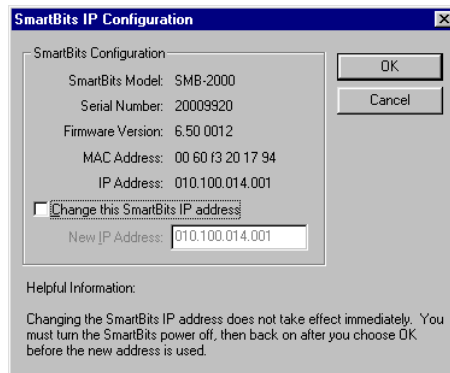 SmartBits IP Configuration
SmartBits Configuration
SmartBits Model: SMB-2000
Serial Number: 20009920
Firmware Version: 6.50 0012
MAC Address: 00 60 f3 20 17 94
IP Address: 010.100.014.001
Change this SmartBits IP address
New IP Address: 010.100.014.001
OK
Cancel
Helpful Information:
Changing the SmartBits IP address does not take effect immediately. You
must turn the SmartBits power off, then back on after you choose OK
before the new address is used.